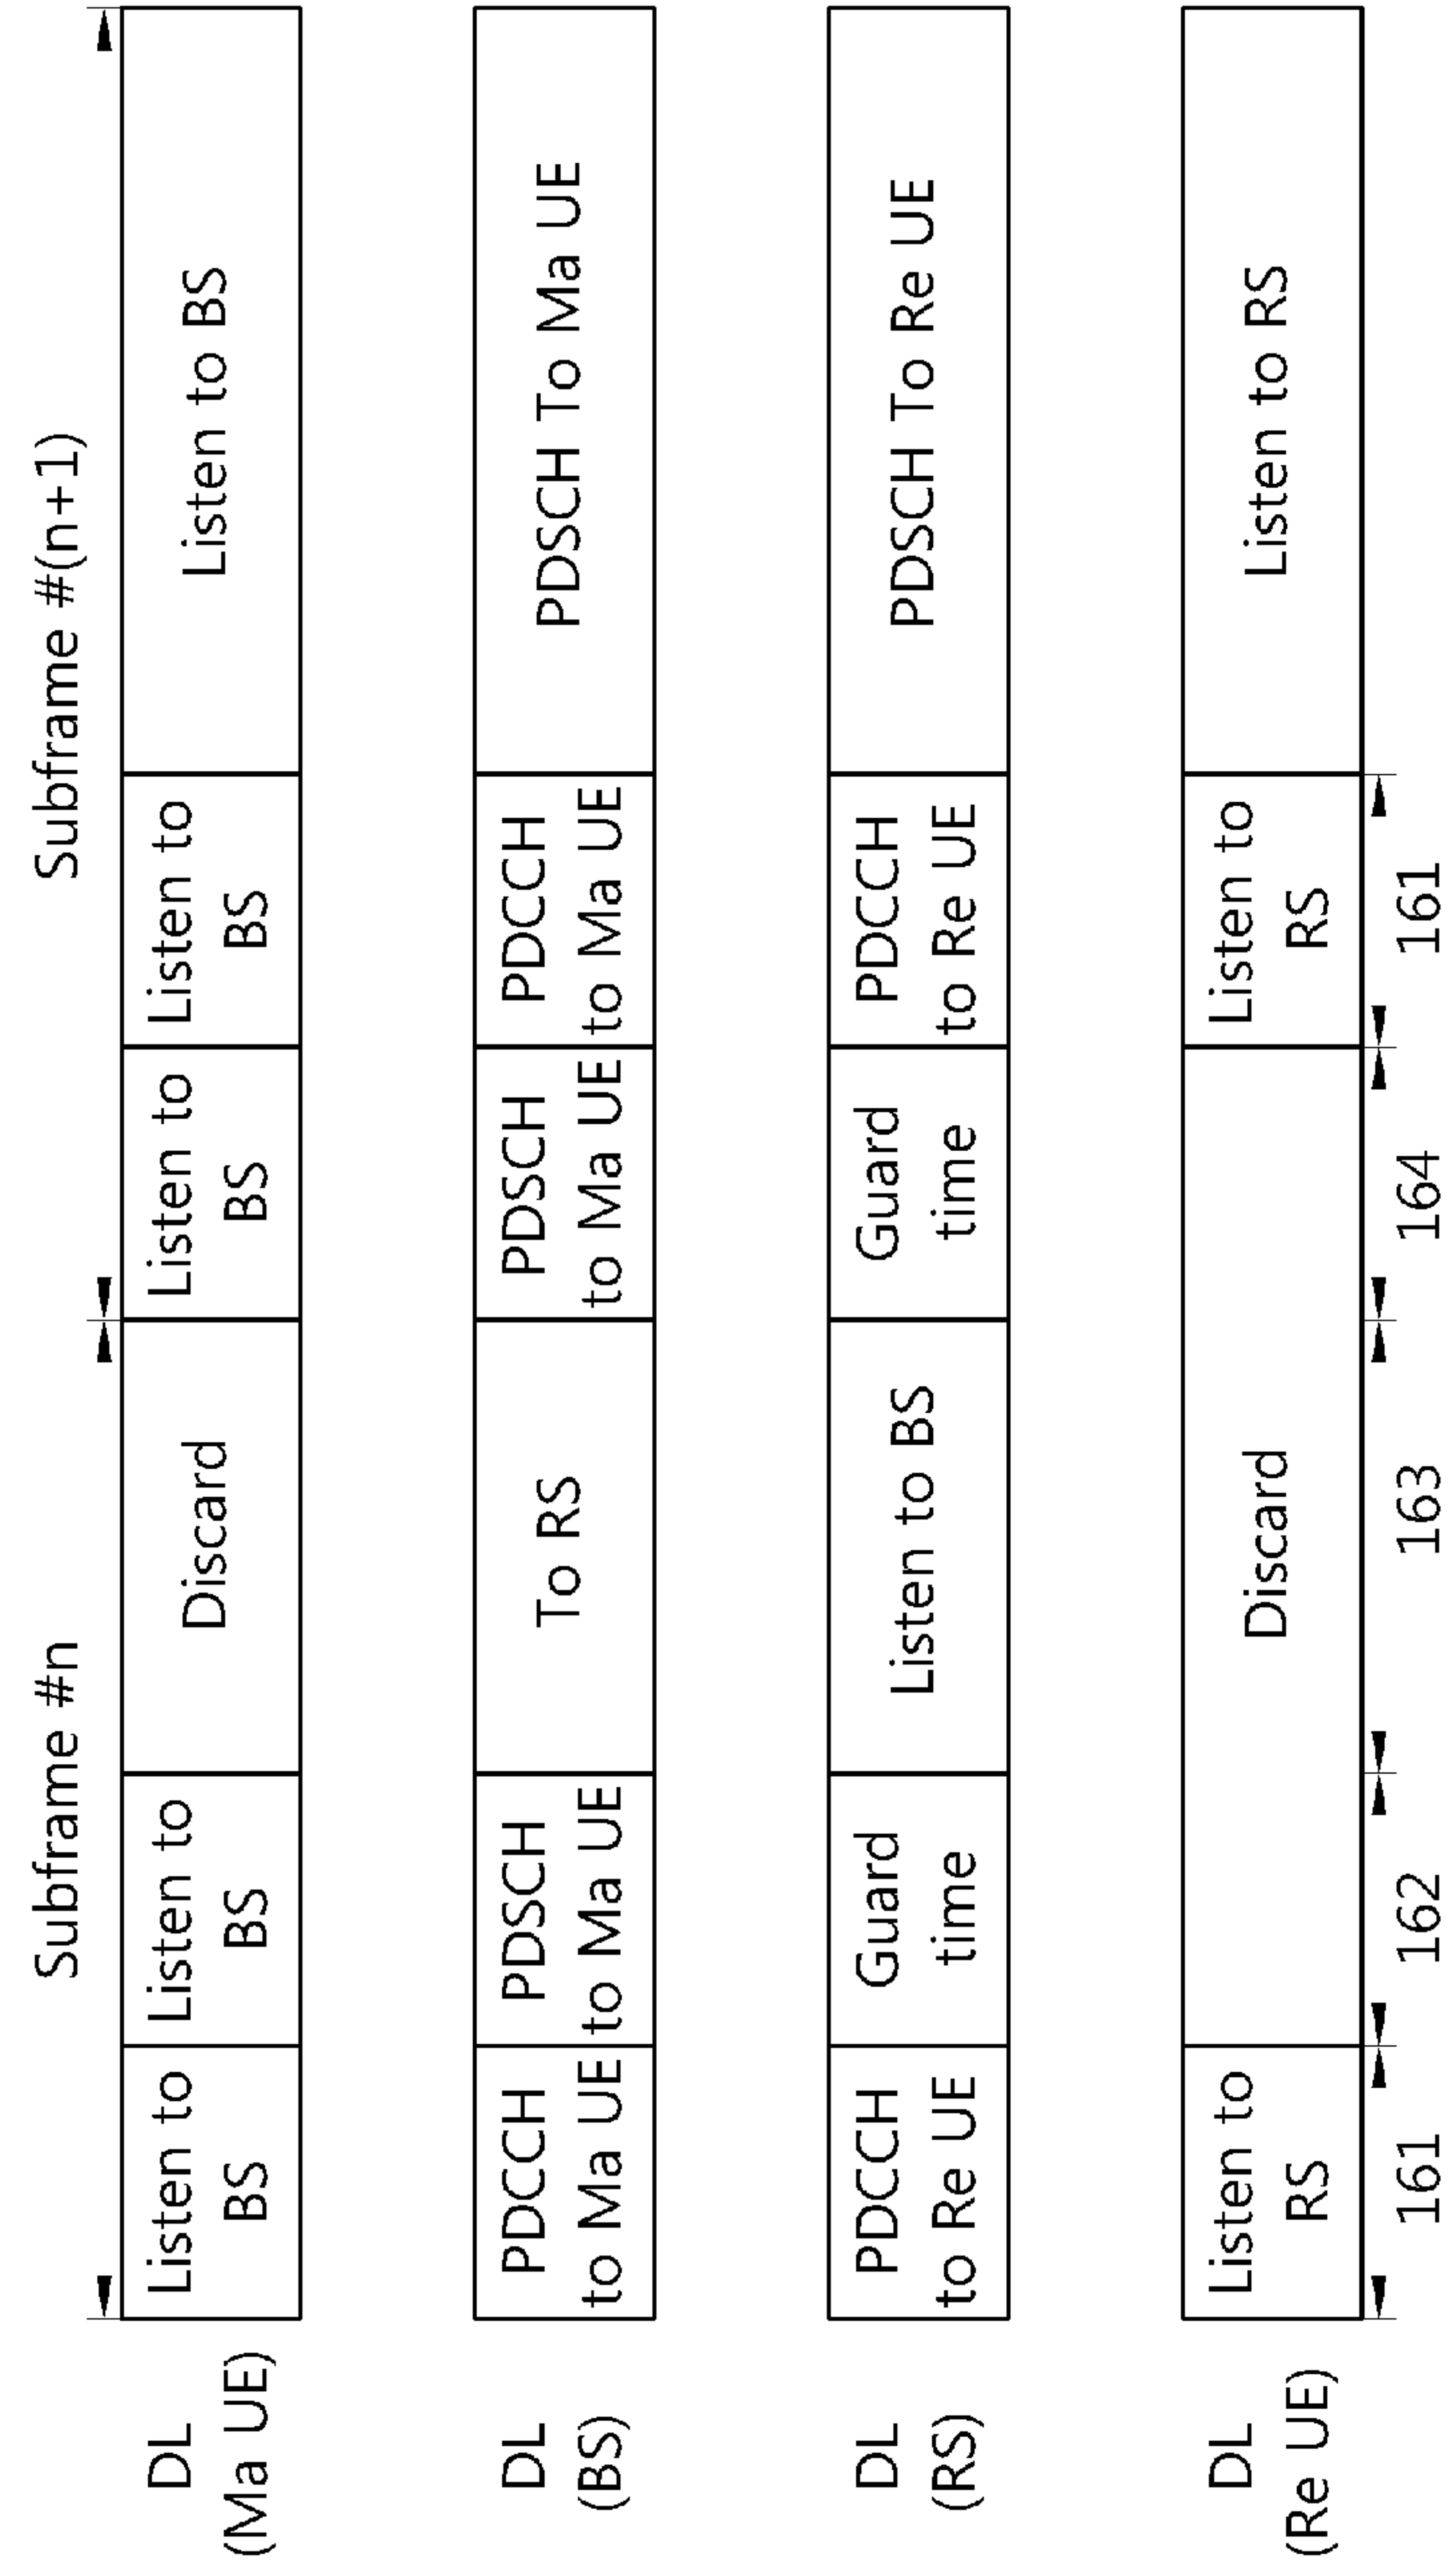 Subframe #n
Subframe #(n+1)
DL
(Ma UE)
Listen to
BS
Listen to
BS
Discard
Listen to
BS
Listen to
BS
Listen to BS
DL
(BS)
PDCCH
to Ma UE
PDSCH
to Ma UE
To RS
PDSCH
to Ma UE
PDCCH
to Ma UE
PDSCH To Ma UE
DL
(RS)
PDCCH
to Re UE
Guard
time
Listen to BS
Guard
time
PDCCH
to Re UE
PDSCH To Re UE
DL
(Re UE)
Listen to
RS
Discard
Listen to
RS
Listen to RS
161
162
163
164
161